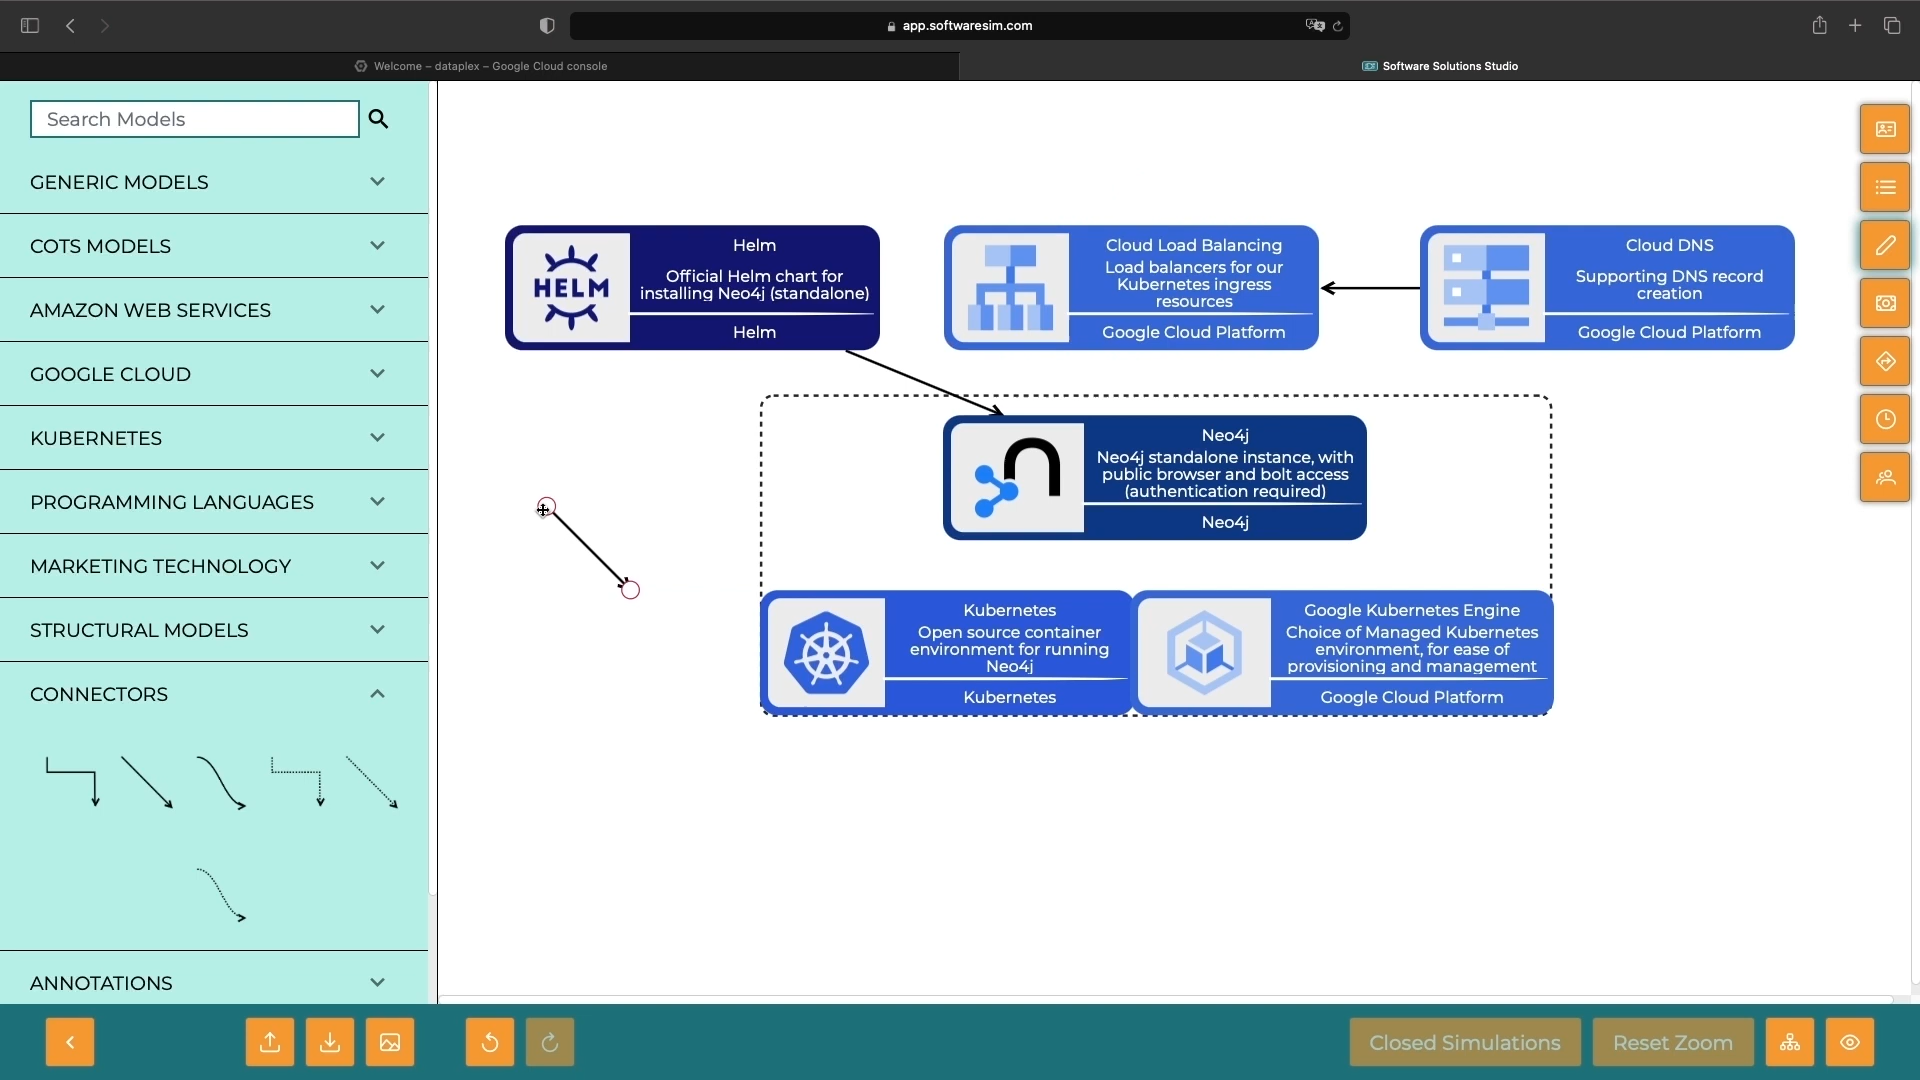 app.softwaresim.com
Welcome – dataplex – Google Cloud console
Software Solutions Studio
Search Models
GENERIC MODELS
COTS MODELS
AMAZON WEB SERVICES
GOOGLE CLOUD
KUBERNETES
PROGRAMMING LANGUAGES
MARKETING TECHNOLOGY
STRUCTURAL MODELS
CONNECTORS
ANNOTATIONS
HELM
Helm
Official Helm chart for
installing Neo4j (standalone)
Helm
Cloud Load Balancing
Load balancers for our
Kubernetes ingress
resources
Google Cloud Platform
Cloud DNS
Supporting DNS record
creation
Google Cloud Platform
Neo4j
Neo4j standalone instance, with
public browser and bolt access
(authentication required)
Neo4j
Kubernetes
Open source container
environment for running
Neo4j
Kubernetes
Google Kubernetes Engine
Choice of Managed Kubernetes
environment, for ease of
provisioning and management
Google Cloud Platform
Closed Simulations
Reset Zoom